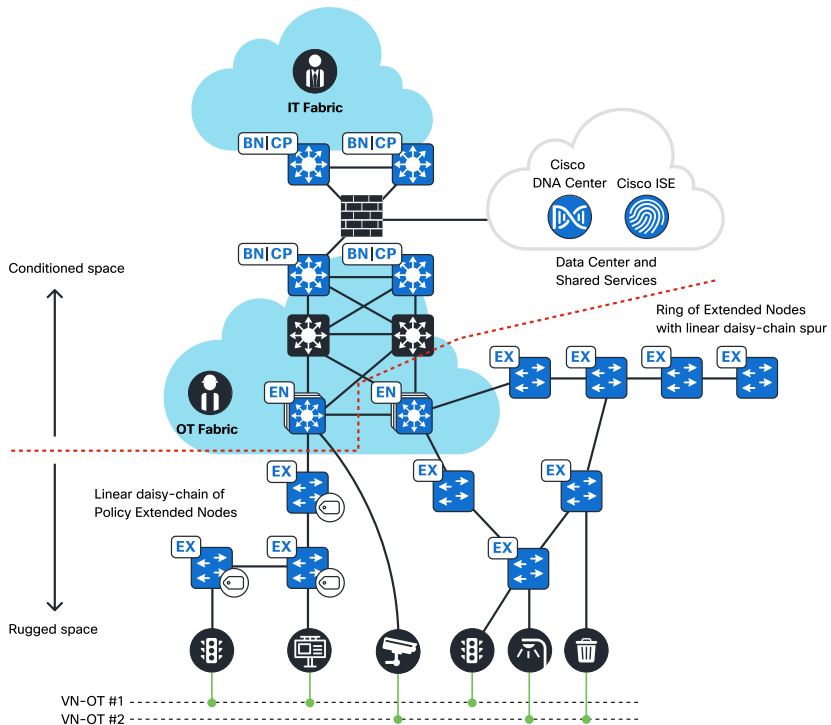 IT Fabric
BN|CP
BN|CP
Cisco
DNA Center
Cisco ISE
BN|CP
BN|CP
Data Center and
Shared Services
Conditioned space
Ring of Extended Nodes
with linear daisy-chain spur
EX
EX
EX
EX
EN
EN
OT Fabric
EX
EX
EX
Linear daisy-chain of
Policy Extended Nodes
EX
EX
EX
Rugged space
VN-OT #1
VN-OT #2